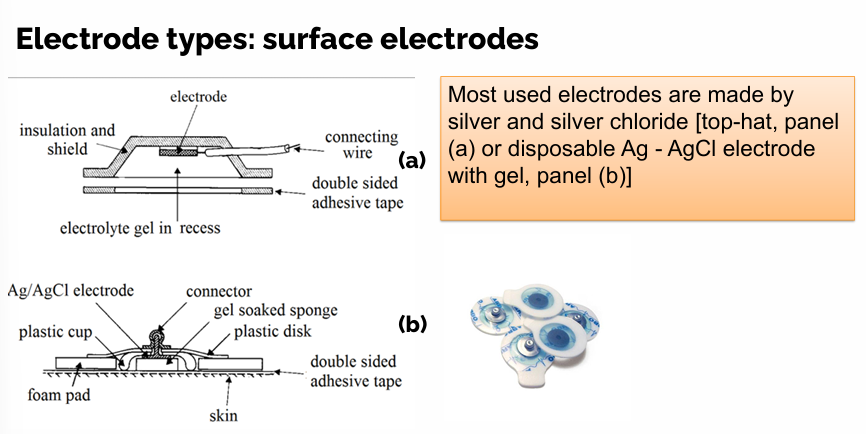 Electrode types: surface electrodes
electrode
insulation and
shield
connecting
wire
(a)
double sided
adhesive tape
electrolyte gel in recess
Most used electrodes are made by
silver and silver chloride [top-hat, panel
(a) or disposable Ag - AgCl electrode
with gel, panel (b)]
Ag/AgCl electrode
connector
gel soaked sponge
plastic cup
plastic disk
(b)
double sided
adhesive tape
foam pad
skin